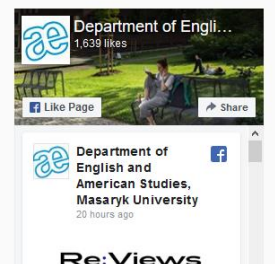 æ
Department of Engli...
1,639 likes
Like Page
Share
æ
Department of
English and
American Studies,
Masaryk University
20 hours ago
Re:Views